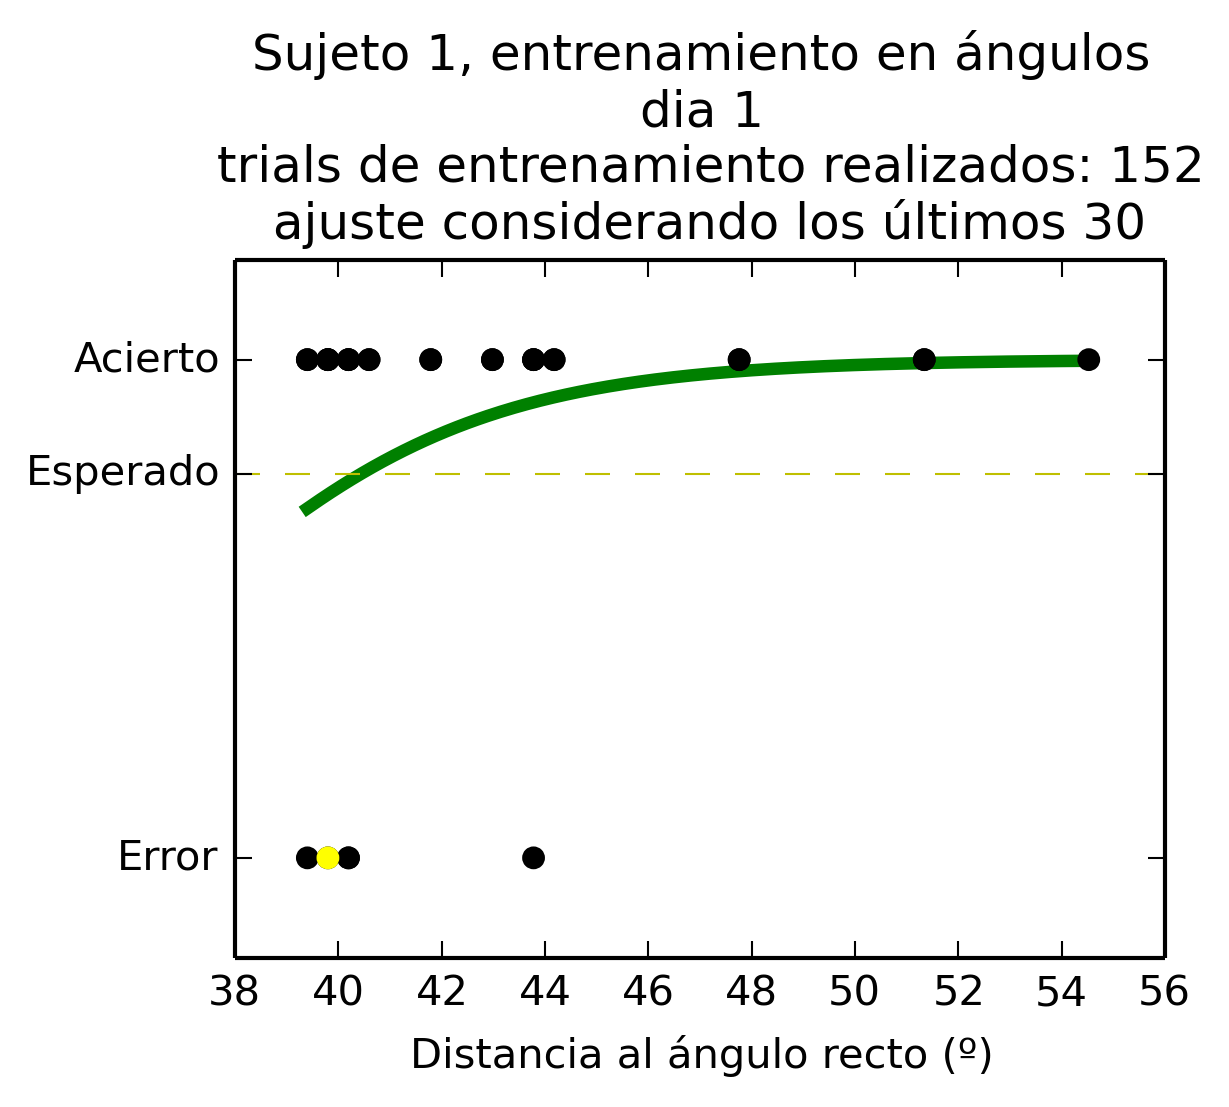 Sujeto 1, entrenamiento en ángulos
dia 1
trials de entrenamiento realizados: 152
ajuste considerando los últimos 30
Acierto
Esperado
Error
38 40 42 44 46 48 50 52 54 56
Distancia al ángulo recto (º)